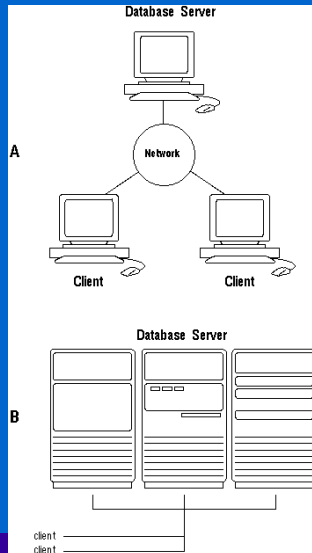 Database Server
A
Network
Client Client
Database Server
B
client
client